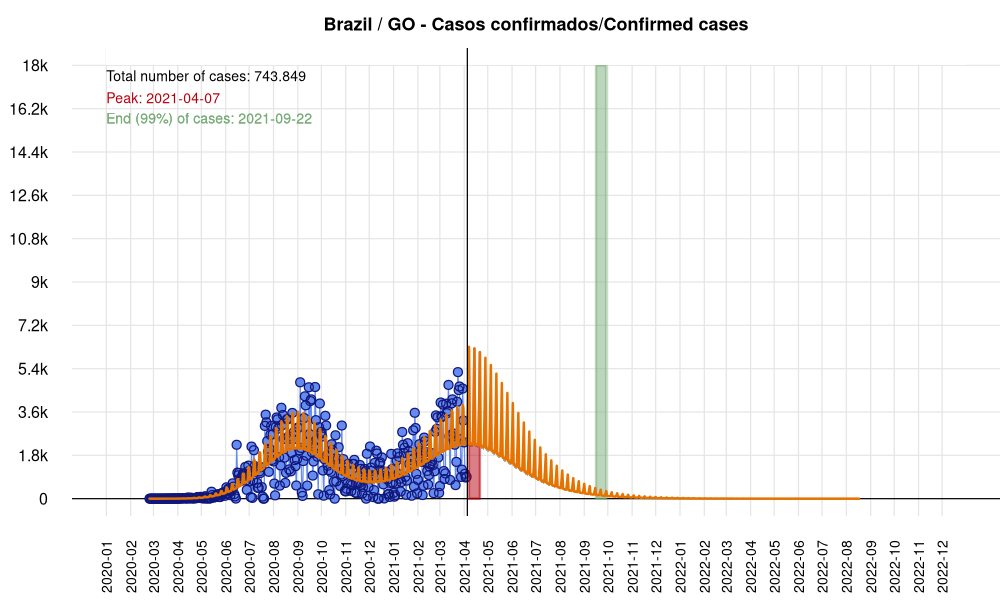 Brazil / GO - Casos confirmados/Confirmed cases
Total number of cases: 743.849
Peak: 2021-04-07
End (99%) of cases: 2021-09-22
18k
16.2k
14.4k
12.6k
10.8k
9k
7.2k
5.4k
3.6k
1.8k
0
2020-01
2020-02
2020-03
2020-04
2020-05
2020-06
2020-07
2020-08
2020-09
2020-10
2020-11
2020-12
2021-01
2021-02
2021-03
2021-04
2021-05
2021-06
2021-07
2021-08
2021-09
2021-10
2021-11
2021-12
2022-01
2022-02
2022-03
2022-04
2022-05
2022-06
2022-07
2022-08
2022-09
2022-10
2022-11
2022-12